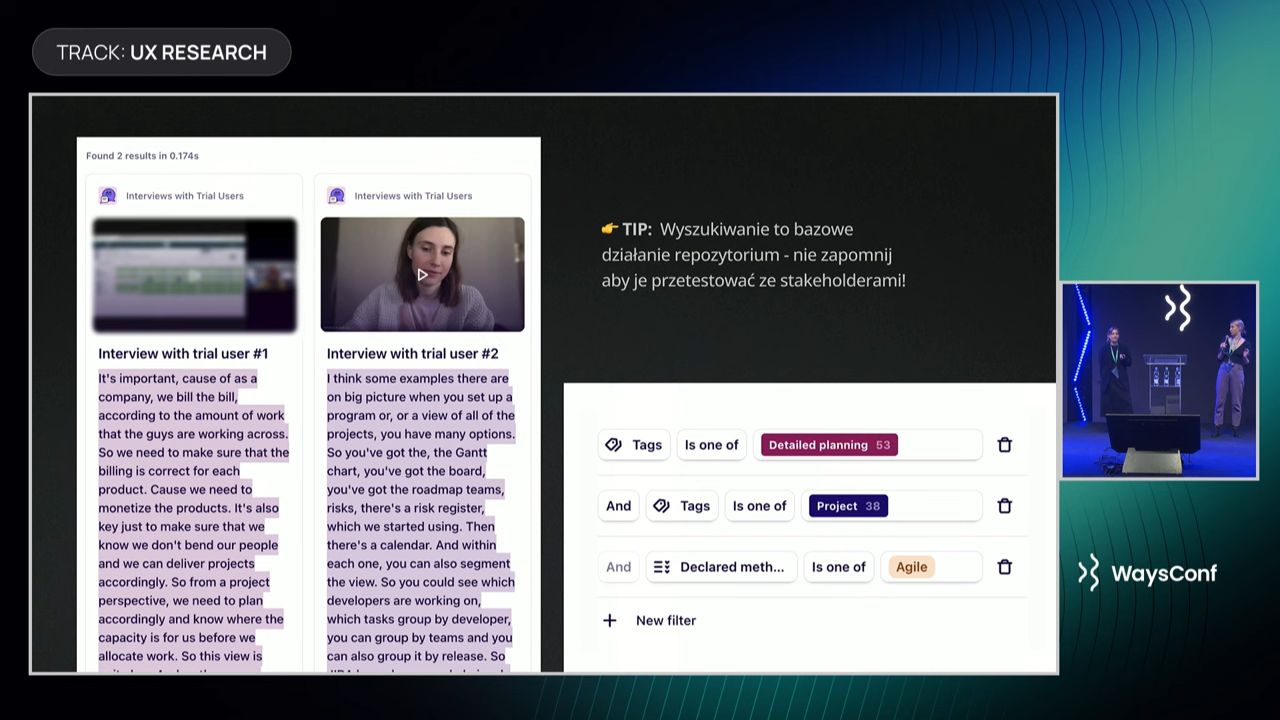 TRACK: UX RESEARCH
Found 2 results in 0.174s
Interviews with Trial Users
Interview with trial user #1
It's important, cause of as a
company, we bill the bill,
according to the amount of work
that the guys are working across.
So we need to make sure that the
billing is correct for each
product. Cause we need to
monetize the products. It's also
key just to make sure that we
know we don't bend our people
and we can deliver projects
accordingly. So from a project
perspective, we need to plan
accordingly and know where the
capacity is for us before we
allocate work. So this view is
Interviews with Trial Users
Interview with trial user #2
I think some examples there are
on big picture when you set up a
program or, or a view of all of the
projects, you have many options.
So you've got the, the Gantt
chart, you've got the board,
you've got the roadmap teams,
risks, there's a risk register,
which we started using. Then
there's a calendar. And within
each one, you can also segment
the view. So you could see which
developers are working on,
which tasks group by developer,
you can group by teams and you
can also group it by release. So
👉 TIP: Wyszukiwanie to bazowe
działanie repozytorium - nie zapomnij
aby je przetestować ze stakeholderami!
Tags Is one of Detailed planning 53
And Tags Is one of Project 38
And Declared meth... Is one of Agile
+ New filter
WaysConf